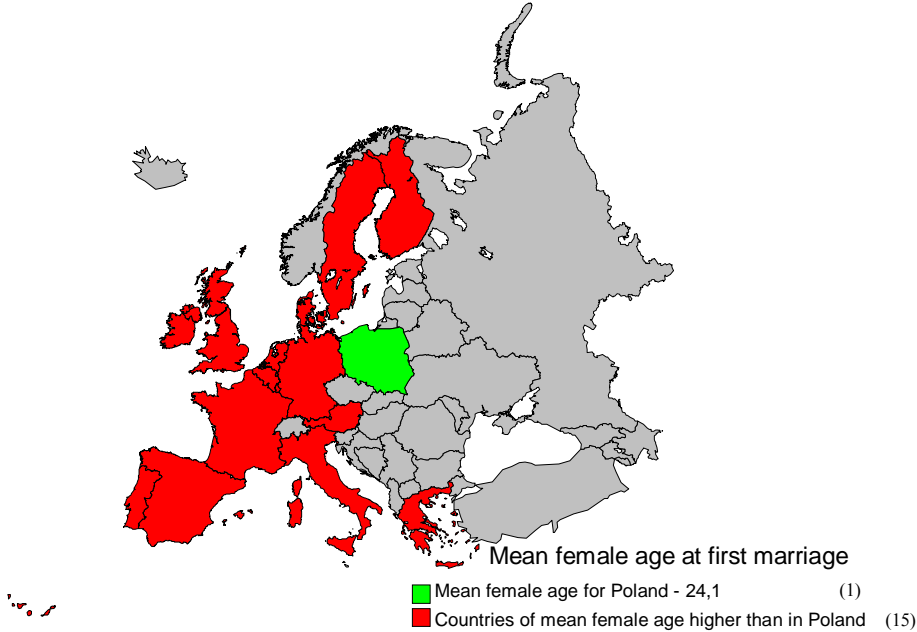 Mean female age at first marriage
Mean female age for Poland - 24,1 (1)
Countries of mean female age higher than in Poland (15)